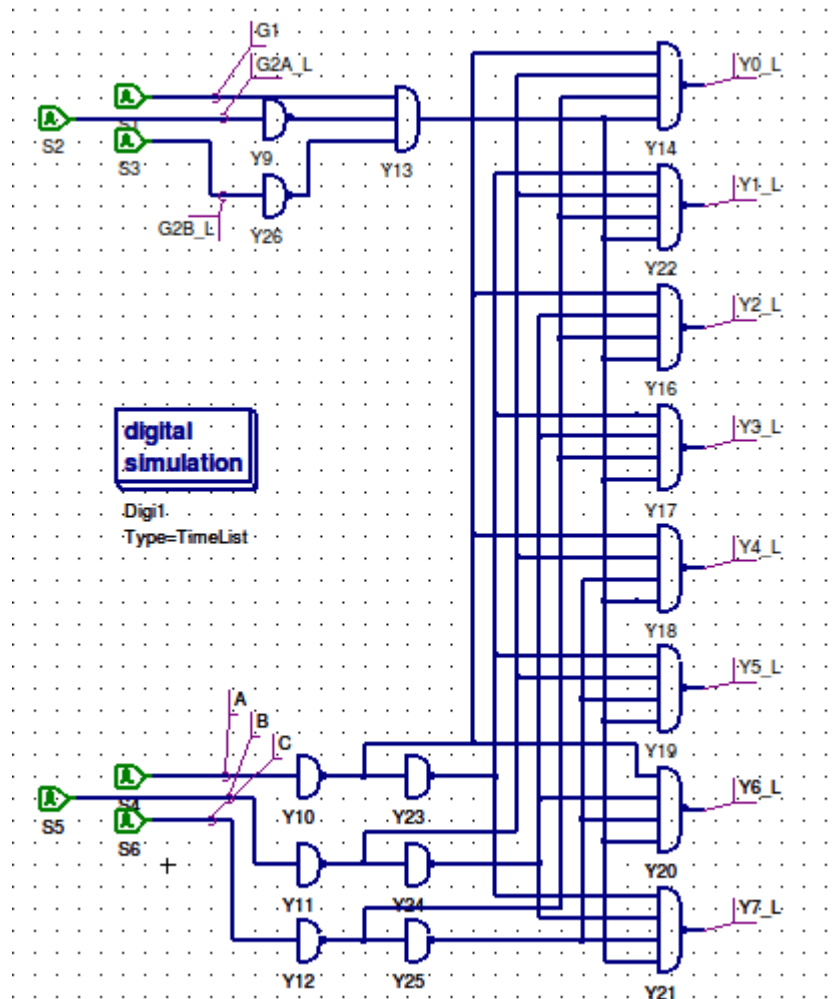 G1
G2A_L
Y0_L
S1
S2
S3
Y9
Y13
Y14
Y1_L
G2B_L
Y26
Y22
Y2_L
Y16
digital
simulation
Y3_L
Digi1
Type=TimeList
Y17
Y4_L
Y18
Y5_L
A
B
C
Y19
S4
Y6_L
S5
S6
Y10
Y23
Y20
Y11
Y24
Y7_L
Y12
Y25
Y21